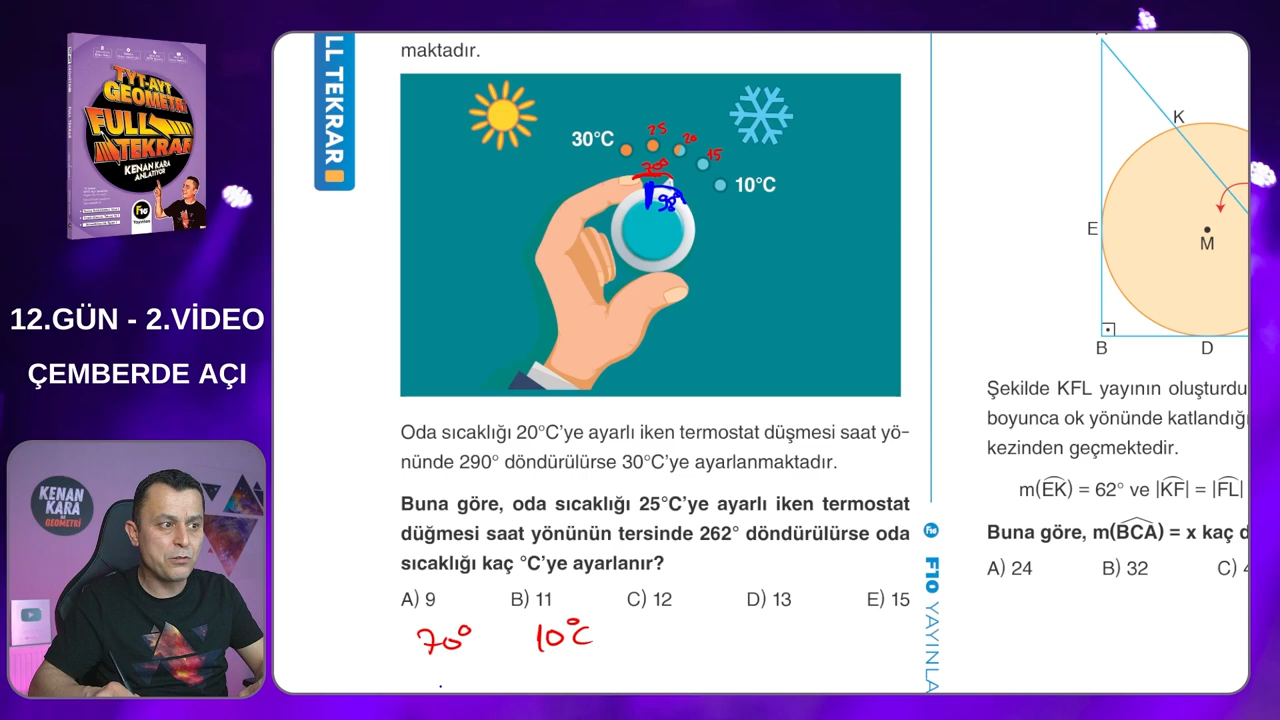 TYT-AYT
GEOMETRİ
FULL
TEKRAR
KENAN KARA
ANLATIYOR
F10
Yayınları
12.GÜN - 2.VİDEO
ÇEMBERDE AÇI
KENAN
KARA
GEOMETRİ
LL TEKRAR
maktadır.
30°C
25
20
15
10°C
70°
98°
Oda sıcaklığı 20°C'ye ayarlı iken termostat düşmesi saat yö-
nünde 290° döndürülürse 30°C'ye ayarlanmaktadır.
Buna göre, oda sıcaklığı 25°C'ye ayarlı iken termostat
düğmesi saat yönünün tersinde 262° döndürülürse oda
sıcaklığı kaç °C'ye ayarlanır?
A) 9 B) 11 C) 12 D) 13 E) 15
70° 10°C
F10 YAYINLA
K
E
M
B
D
Şekilde KFL yayının oluşturdu
boyunca ok yönünde katlandığı
kezinden geçmektedir.
m(EK) = 62° ve |KF| = |FL|
Buna göre, m(BCA) = x kaç d
A) 24 B) 32 C) 4